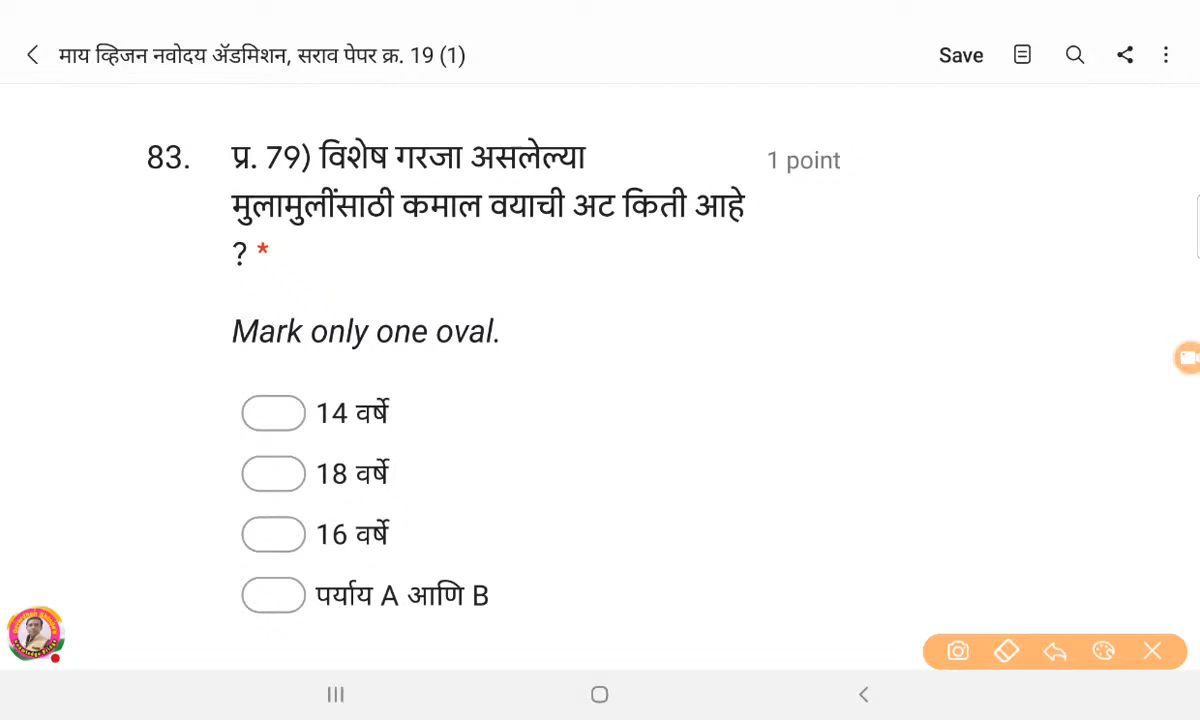 माय व्हिजन नवोदय ॲडमिशन, सराव पेपर क्र. 19 (1)
Save
83. प्र. 79) विशेष गरजा असलेल्या 1 point
मुलामुलींसाठी कमाल वयाची अट किती आहे
? *
Mark only one oval.
14 वर्षे
18 वर्षे
16 वर्षे
पर्याय A आणि B